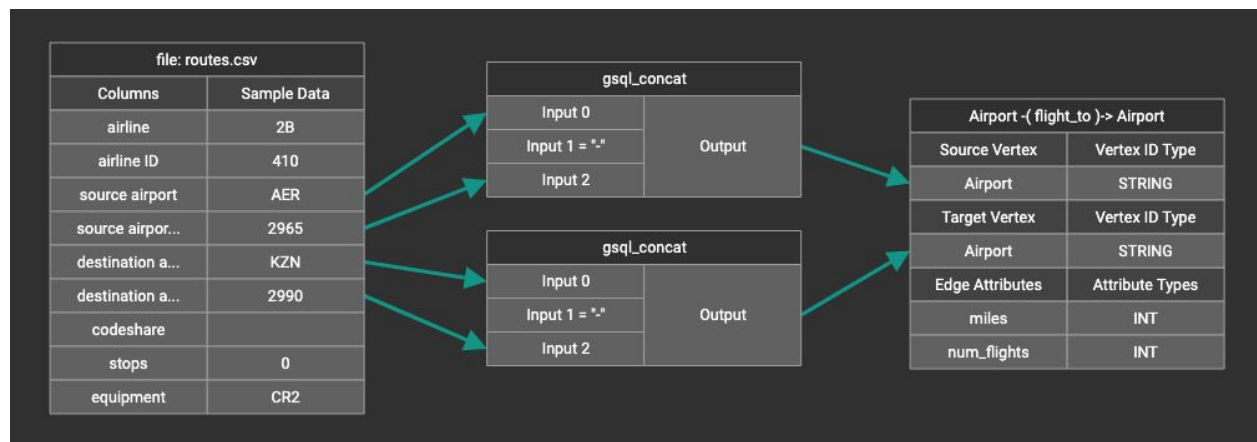 file: routes.csv
Columns Sample Data
airline 2B
airline ID 410
source airport AER
source airpor... 2965
destination a... KZN
destination a... 2990
codeshare
stops 0
equipment CR2
gsql_concat
Input 0
Input 1 = "-"
Input 2
Output
gsql_concat
Input 0
Input 1 = "-"
Input 2
Output
Airport -( flight_to )-> Airport
Source Vertex Vertex ID Type
Airport STRING
Target Vertex Vertex ID Type
Airport STRING
Edge Attributes Attribute Types
miles INT
num_flights INT